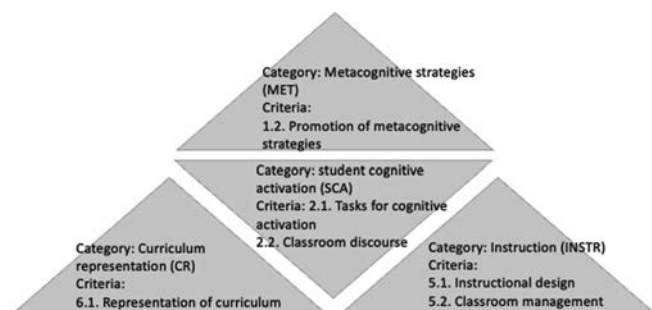 Category: Metacognitive strategies
(MET)
Criteria:
1.2. Promotion of metacognitive
strategies
Category: student cognitive
activation (SCA)
Criteria: 2.1. Tasks for cognitive
activation
2.2. Classroom discourse
Category: Curriculum
representation (CR)
Criteria:
6.1. Representation of curriculum
Category: Instruction (INSTR)
Criteria:
5.1. Instructional design
5.2. Classroom management